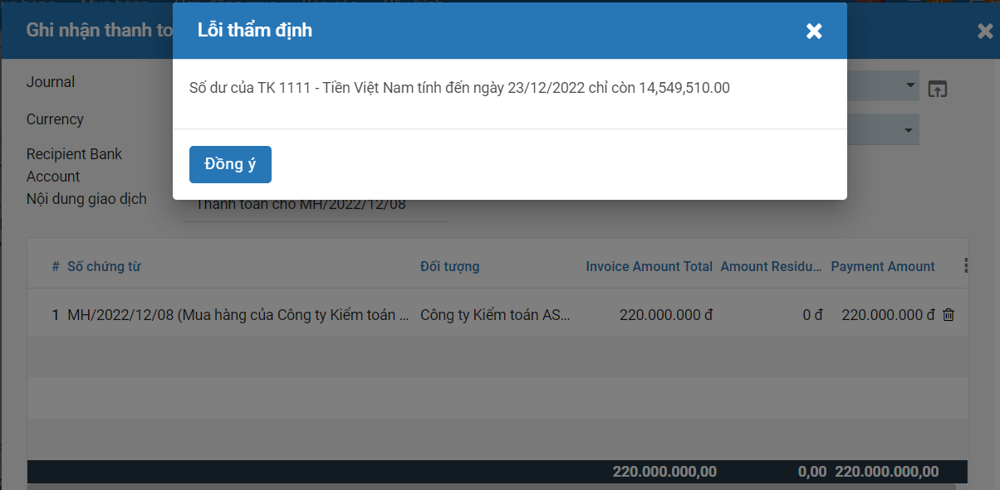 Ghi nhận thanh to
Lỗi thẩm định
Journal
Số dư của TK 1111 - Tiền Việt Nam tính đến ngày 23/12/2022 chỉ còn 14,549,510.00
Currency
Recipient Bank
Account
Đồng ý
Nội dung giao dịch
Thanh toán cho MH/2022/12/08
# Số chứng từ Đối tượng Invoice Amount Total Amount Residu... Payment Amount
1 MH/2022/12/08 (Mua hàng của Công ty Kiểm toán ... Công ty Kiểm toán AS... 220.000.000 đ 0 đ 220.000.000 đ
220.000.000,00 0,00 220.000.000,00